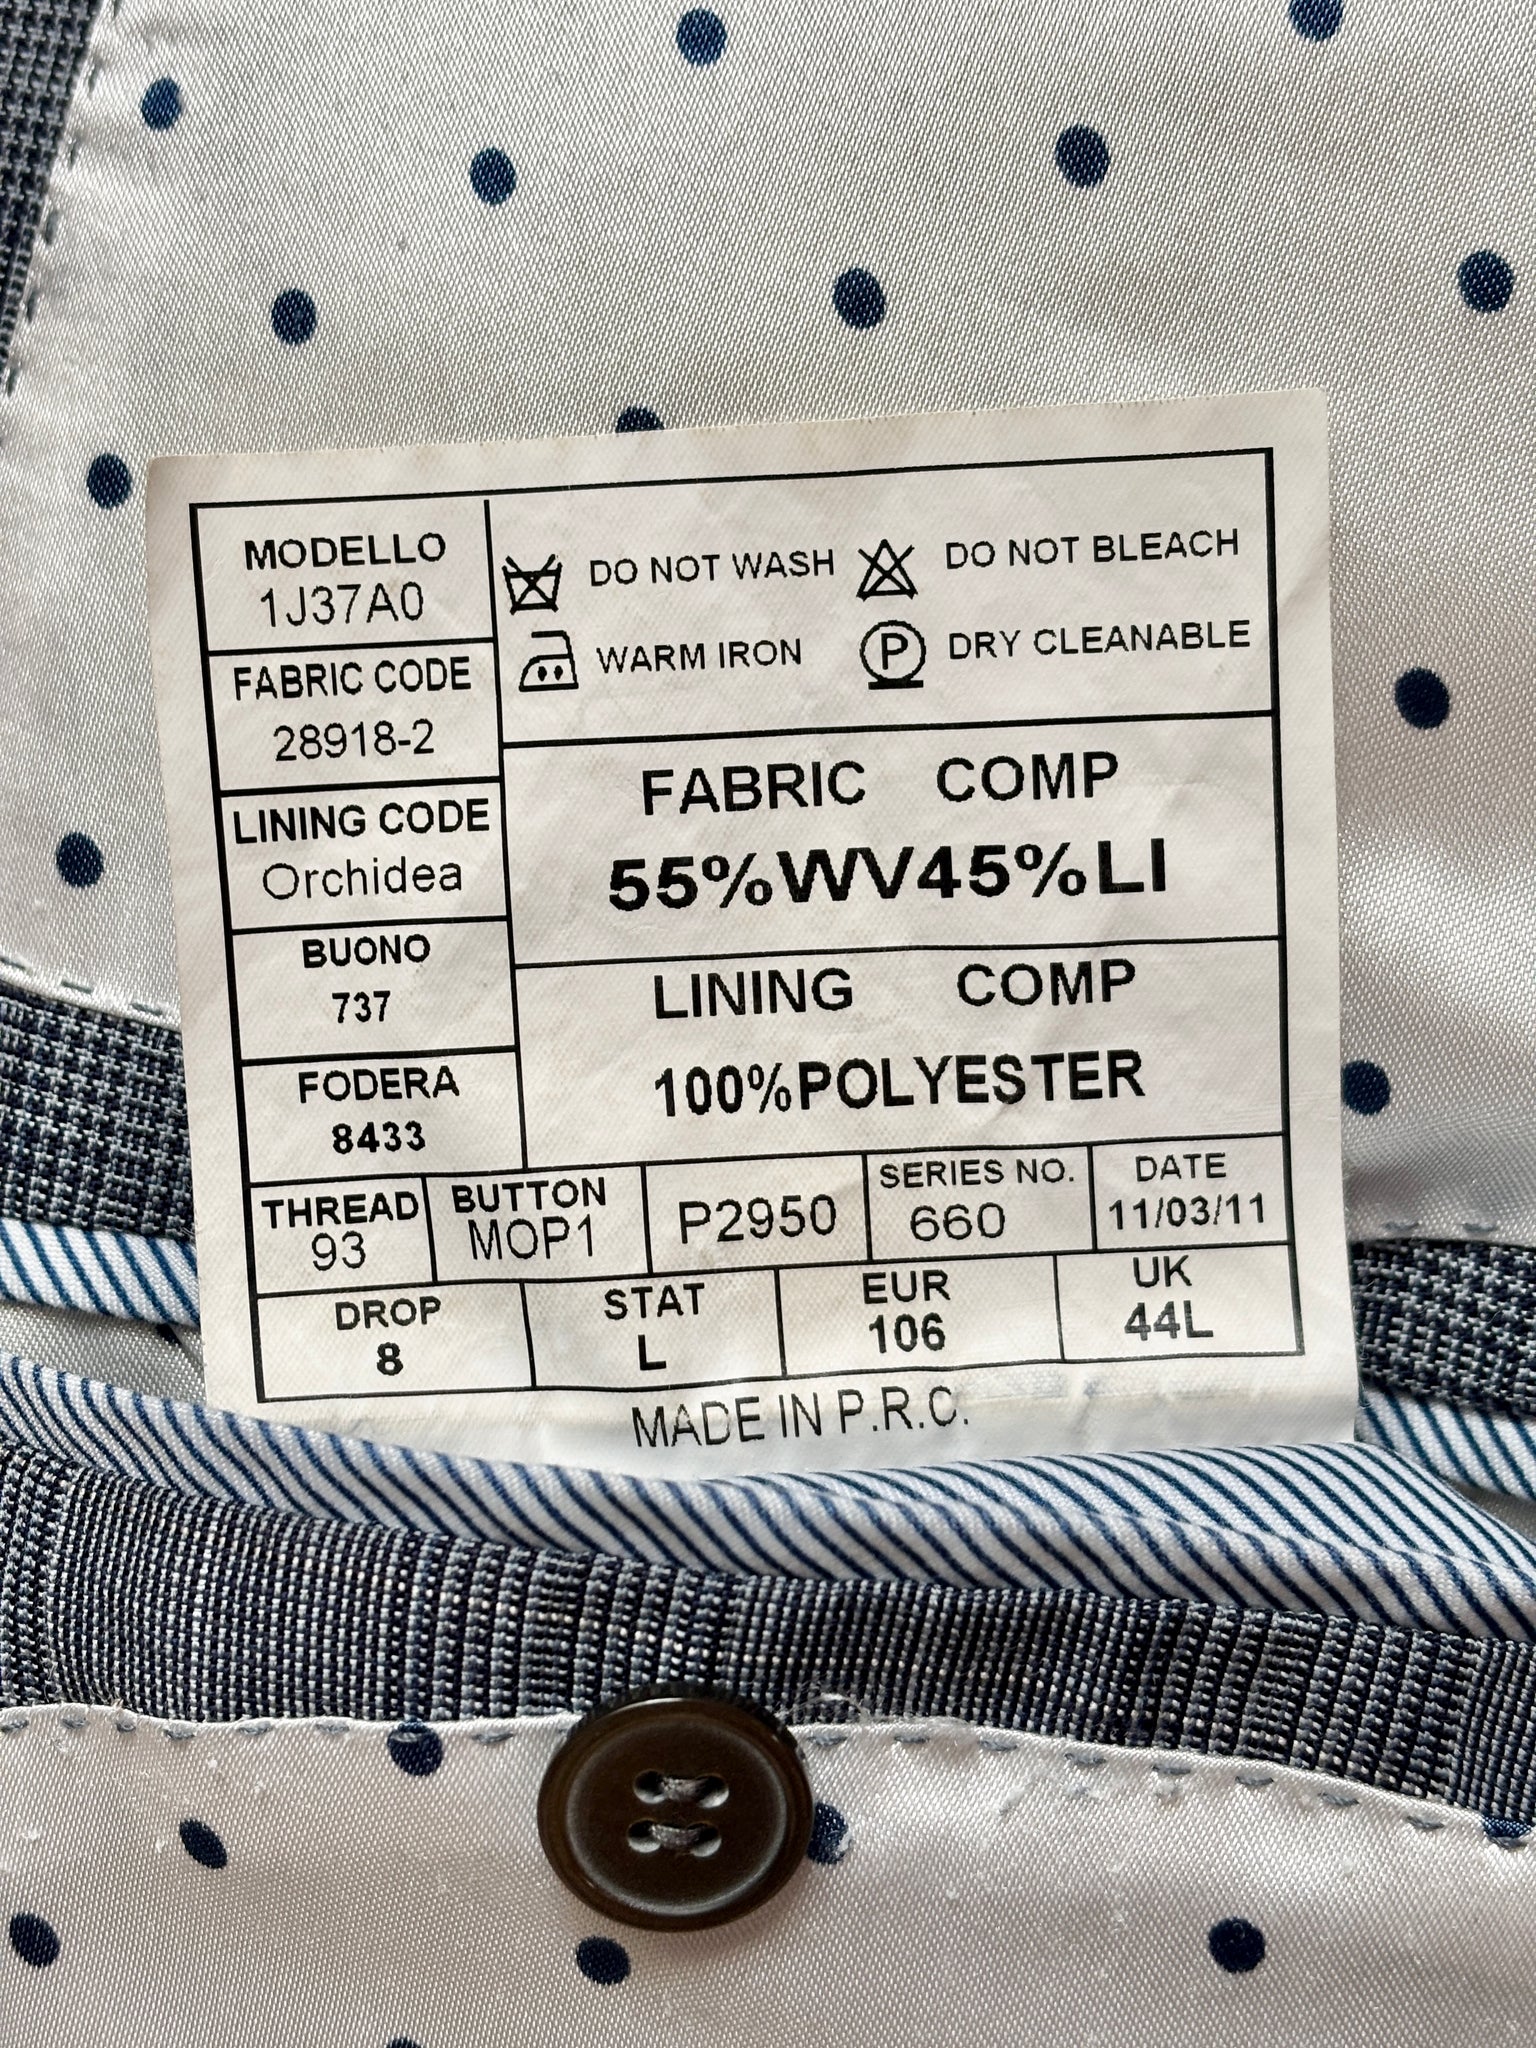 MODELLO
1J37A0
FABRIC CODE
28918-2
LINING CODE
Orchidea
BUONO
737
FODERA
8433
DO NOT WASH
DO NOT BLEACH
WARM IRON
P
DRY CLEANABLE
FABRIC COMP
55%WV45%LI
LINING COMP
100%POLYESTER
THREAD
93
BUTTON
MOP1
P2950
SERIES NO.
660
DATE
11/03/11
DROP
8
STAT
L
EUR
106
UK
44L
MADE IN P.R.C.